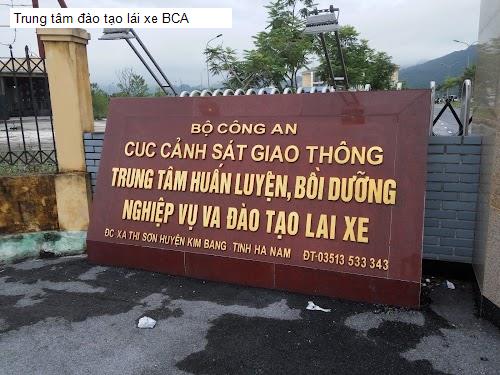 Trung tâm đào tạo lái xe BCA
BỘ CÔNG AN
CUC CẢNH SÁT GIAO THÔNG
TRUNG TÂM HUẤN LUYỆN, BỒI DƯỠNG
NGHIỆP VỤ VA ĐÀO TẠO LAI XE
ĐC XA THI SƠN HUYỆN KIM BANG TINH HA NAM ĐT-03513 533 343